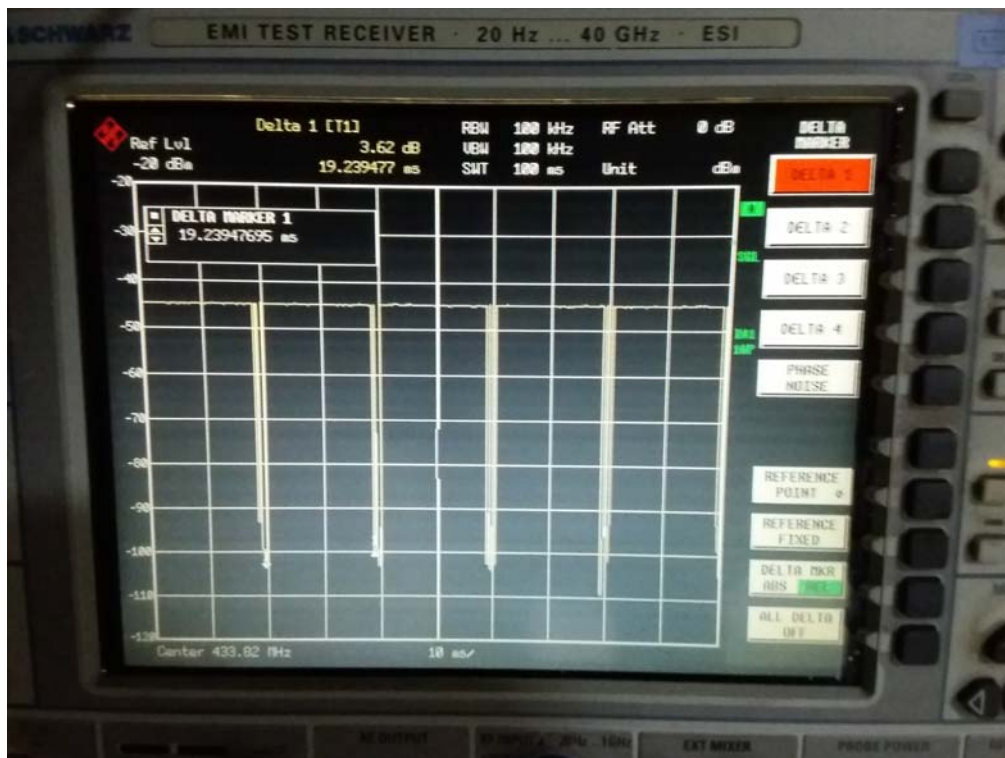 SCHWARZ EMI TEST RECEIVER · 20 Hz ... 40 GHz · ESI
Delta 1 [T1] RBW 100 kHz RF Att 0 dB
Ref Lvl 3.62 dB VBW 100 kHz
-20 dBm 19.239477 ms SWT 100 ms Unit dBm
DELTA
MARKER
DELTA 1
-20
DELTA MARKER 1
19.23947695 ms
DELTA 2
-30
SGL
DELTA 3
-40
DELTA 4
-50
PHASE
NOISE
-60
-70
-80
REFERENCE
POINT
-90
REFERENCE
FIXED
-100
DELTA MKR
ABS REL
-110
ALL DELTA
OFF
-120
Center 433.82 MHz 10 ms/
RF OUTPUT
EXT MIXER
PROBE POWER